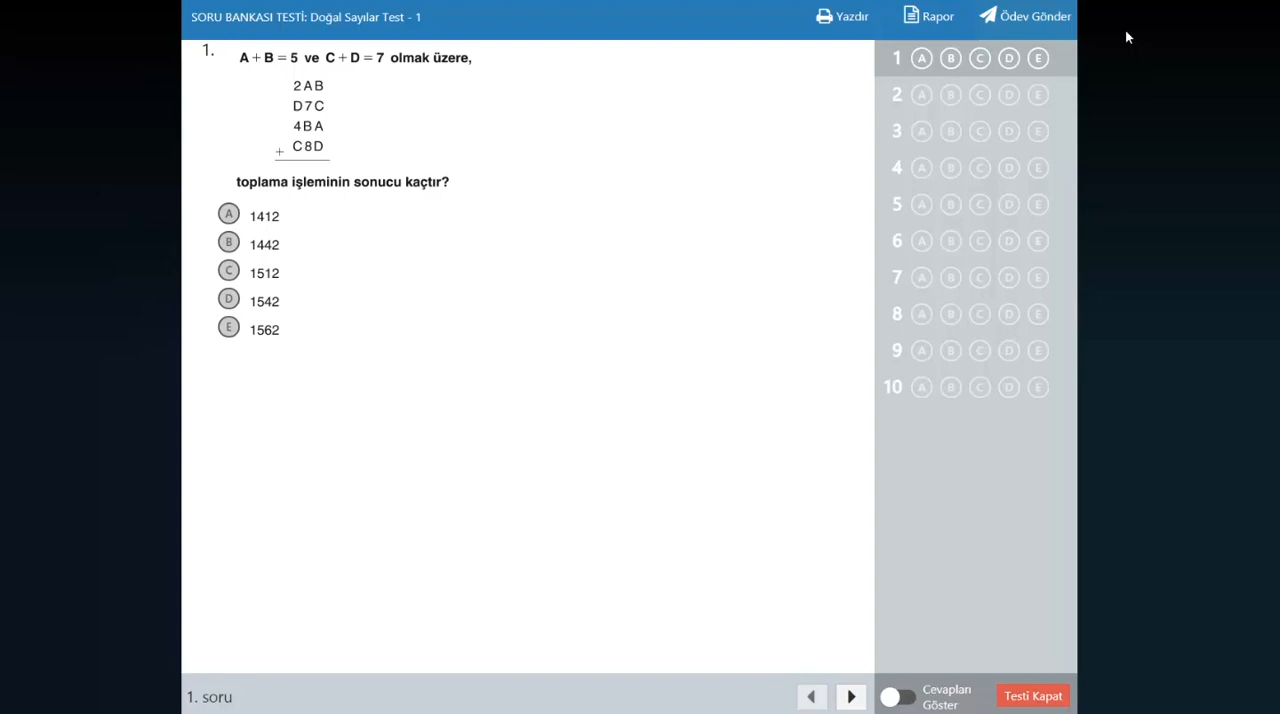 SORU BANKASI TESTİ: Doğal Sayılar Test - 1
Yazdır
Rapor
Ödev Gönder
1.
A + B = 5 ve C + D = 7 olmak üzere,
2AB
D7C
4BA
+ C8D
toplama işleminin sonucu kaçtır?
A 1412
B 1442
C 1512
D 1542
E 1562
1 A B C D E
2 A B C D E
3 A B C D E
4 A B C D E
5 A B C D E
6 A B C D E
7 A B C D E
8 A B C D E
9 A B C D E
10 A B C D E
1. soru
Cevapları
Göster
Testi Kapat